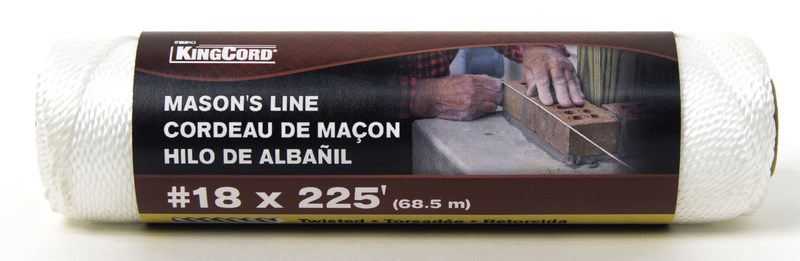 KINGCORD®
MASON'S LINE
CORDEAU DE MAÇON
HILO DE ALBAÑIL
#18 x 225' (68.5 m)
Twisted • Torsadée • Retorcida